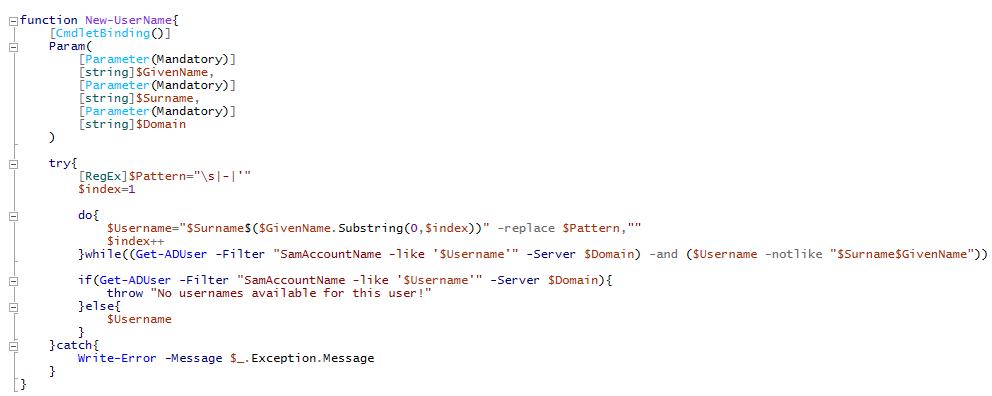 function New-UserName{
    [CmdletBinding()]
    Param(
        [Parameter(Mandatory)]
        [string]$GivenName,
        [Parameter(Mandatory)]
        [string]$Surname,
        [Parameter(Mandatory)]
        [string]$Domain
    )

    try{
        [RegEx]$Pattern="\s|-|'"
        $index=1

        do{
            $Username="$Surname$($GivenName.Substring(0,$index))" -replace $Pattern,""
            $index++
        }while((Get-ADUser -Filter "SamAccountName -like '$Username'" -Server $Domain) -and ($Username -notlike "$Surname$GivenName"))

        if(Get-ADUser -Filter "SamAccountName -like '$Username'" -Server $Domain){
            throw "No usernames available for this user!"
        }else{
            $Username
        }
    }catch{
        Write-Error -Message $_.Exception.Message
    }
}